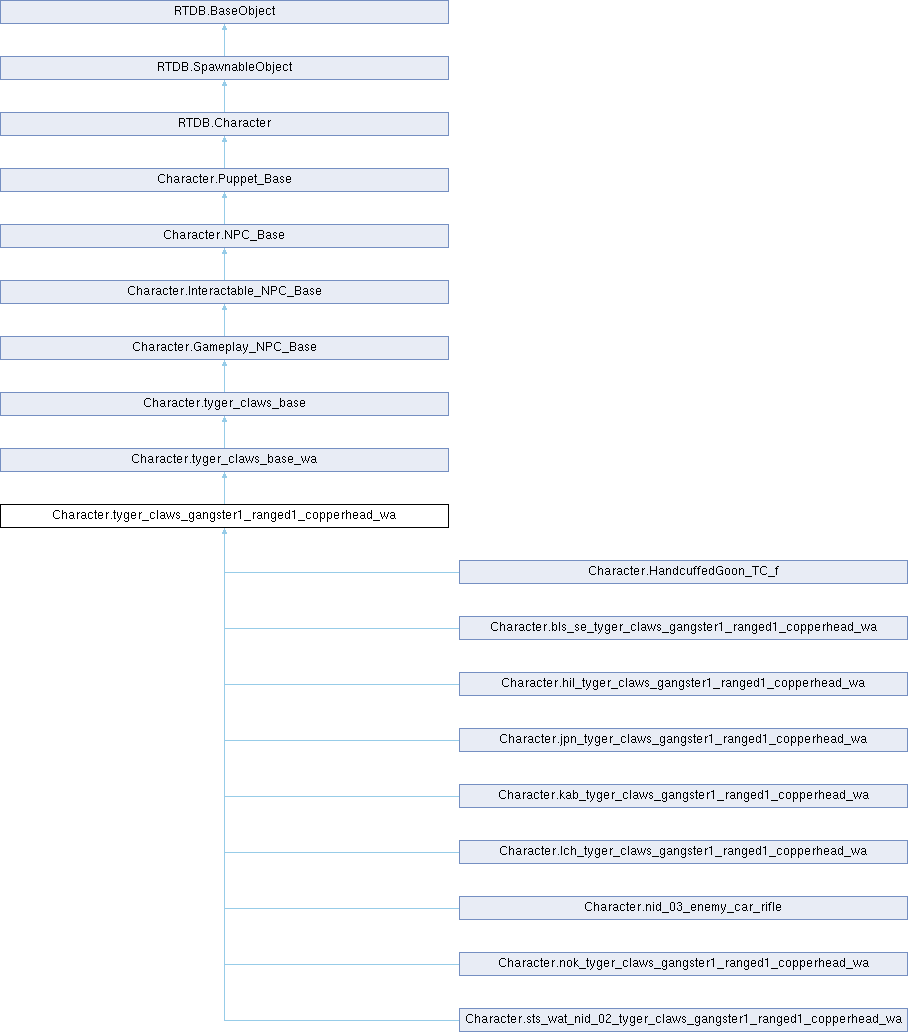 RTDB.BaseObject
RTDB.SpawnableObject
RTDB.Character
Character.Puppet_Base
Character.NPC_Base
Character.Interactable_NPC_Base
Character.Gameplay_NPC_Base
Character.tyger_claws_base
Character.tyger_claws_base_wa
Character.tyger_claws_gangster1_ranged1_copperhead_wa
Character.HandcuffedGoon_TC_f
Character.bls_se_tyger_claws_gangster1_ranged1_copperhead_wa
Character.hil_tyger_claws_gangster1_ranged1_copperhead_wa
Character.jpn_tyger_claws_gangster1_ranged1_copperhead_wa
Character.kab_tyger_claws_gangster1_ranged1_copperhead_wa
Character.lch_tyger_claws_gangster1_ranged1_copperhead_wa
Character.nid_03_enemy_car_rifle
Character.nok_tyger_claws_gangster1_ranged1_copperhead_wa
Character.sts_wat_nid_02_tyger_claws_gangster1_ranged1_copperhead_wa